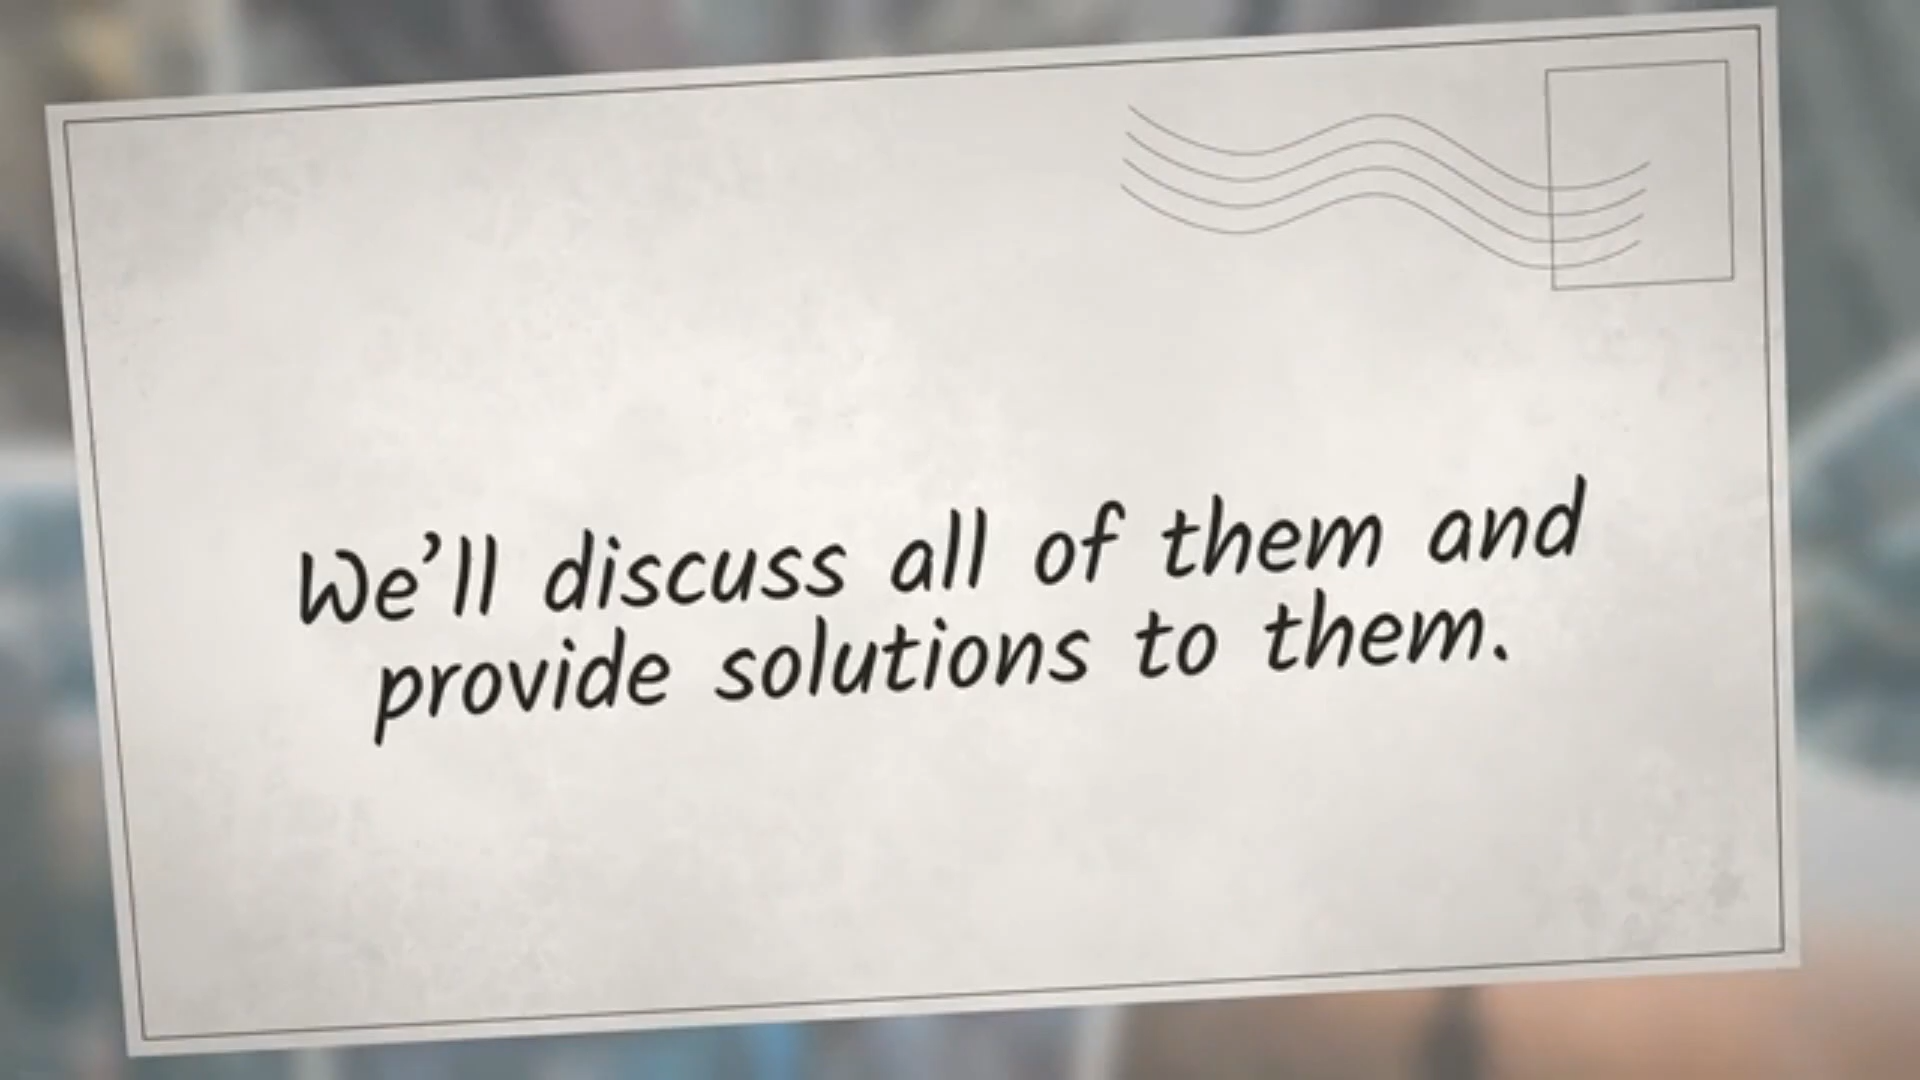 We’ll discuss all of them and
provide solutions to them.